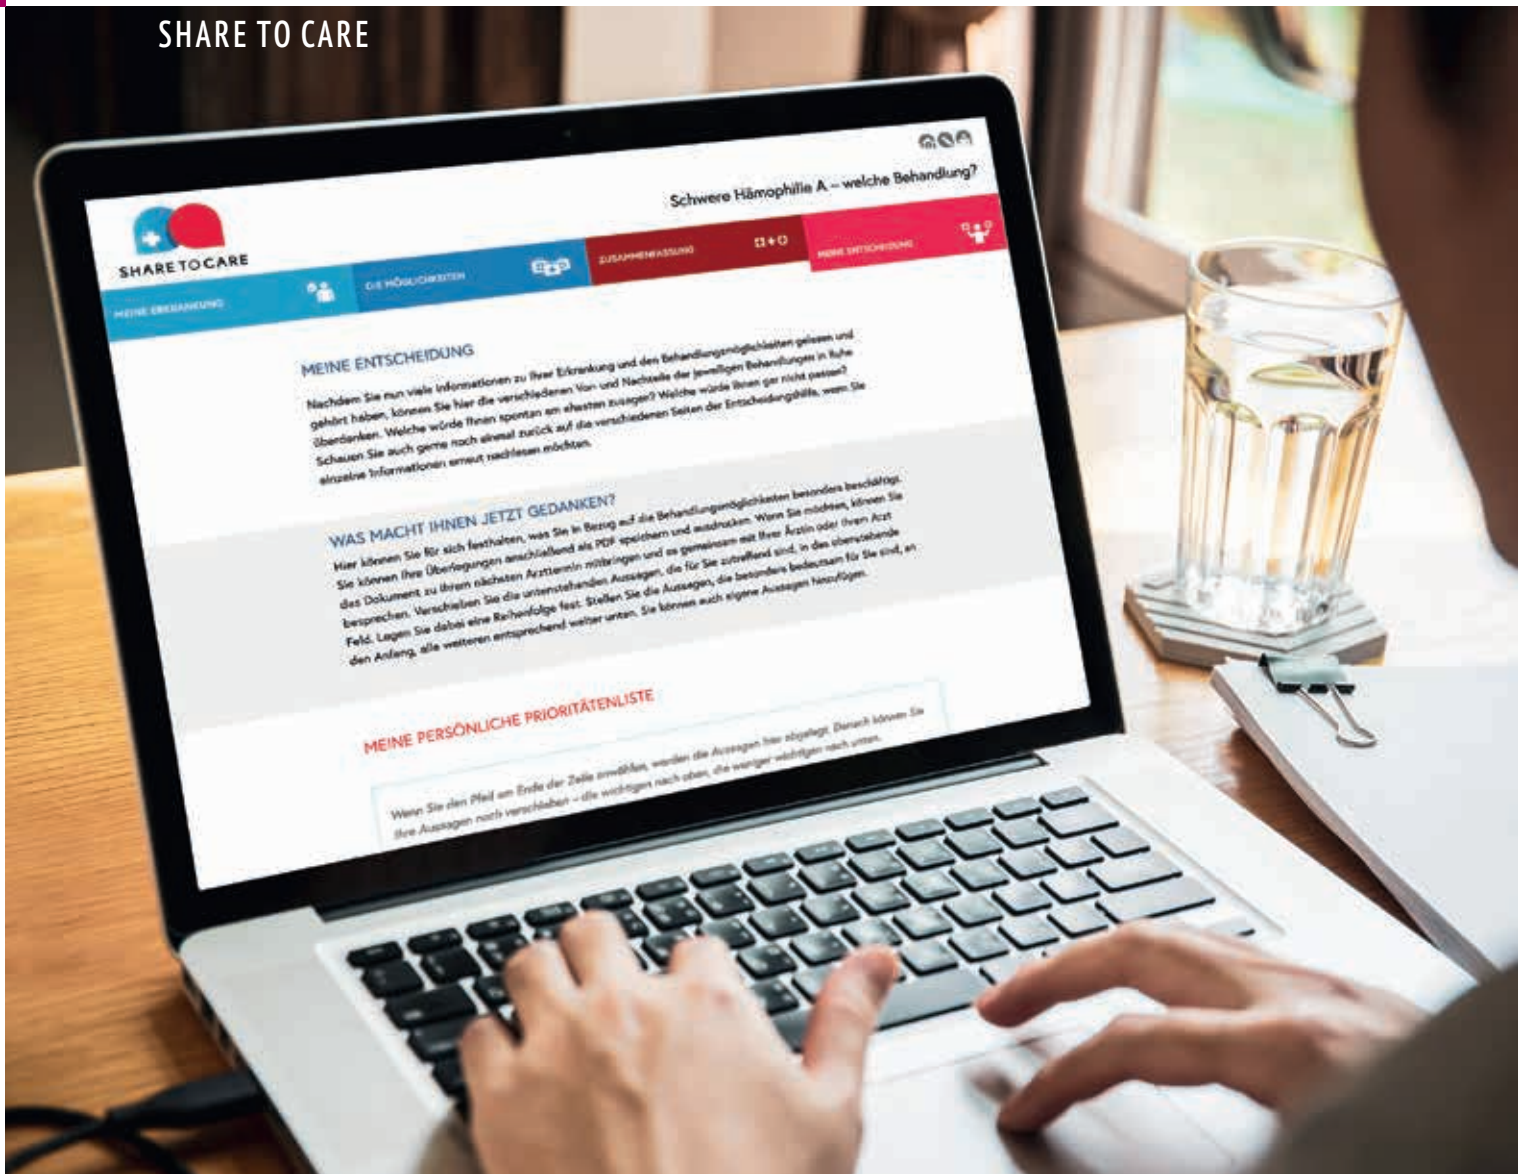 SHARE TO CARE
SHARE TO CARE
Schwere Hämophilie A – welche Behandlung?
MEINE ERKRANKUNG
DIE MÖGLICHKEITEN
ZUSAMMENFASSUNG
MEINE ENTSCHEIDUNG
MEINE ENTSCHEIDUNG
Nachdem Sie nun viele Informationen zu Ihrer Erkrankung und den Behandlungsmöglichkeiten gelesen und
gehört haben, können Sie hier die verschiedenen Vor- und Nachteile der jeweiligen Behandlungen in Ruhe
überdenken. Welche würde Ihnen spontan am ehesten zusagen? Welche würde Ihnen gar nicht passen?
Schauen Sie auch gerne noch einmal zurück auf die verschiedenen Seiten der Entscheidungshilfe, wenn Sie
einzelne Informationen erneut nachlesen möchten.
WAS MACHT IHNEN JETZT GEDANKEN?
Hier können Sie für sich festhalten, was Sie in Bezug auf die Behandlungsmöglichkeiten besonders beschäftigt.
Sie können Ihre Überlegungen anschließend als PDF speichern und ausdrucken. Wenn Sie möchten, können Sie
das Dokument zu Ihrem nächsten Arzttermin mitbringen und es gemeinsam mit Ihrer Ärztin oder Ihrem Arzt
besprechen. Verschieben Sie die untenstehenden Aussagen, die für Sie zutreffend sind, in das obenstehende
Feld. Legen Sie dabei eine Reihenfolge fest. Stellen Sie die Aussagen, die besonders bedeutsam für Sie sind, an
den Anfang, alle weiteren entsprechend weiter unten. Sie können auch eigene Aussagen hinzufügen.
MEINE PERSÖNLICHE PRIORITÄTENLISTE
Wenn Sie den Pfeil am Ende der Zeile anwählen, werden die Aussagen hier abgelegt. Danach können Sie
Ihre Aussagen noch verschieben – die wichtigen nach oben, die weniger wichtigen nach unten.